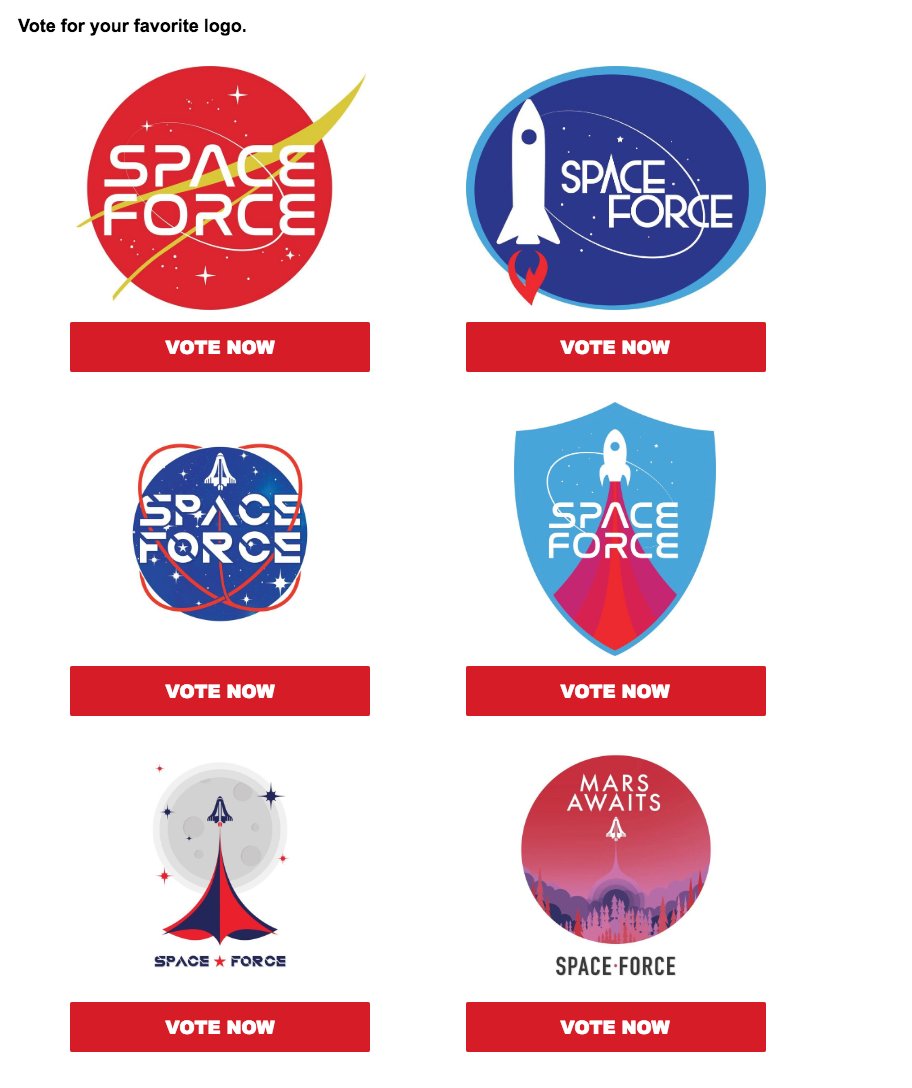 Vote for your favorite logo.
SPACE
FORCE
SPACE
FORCE
VOTE NOW
VOTE NOW
SPACE
FORCE
SPACE
FORCE
VOTE NOW
VOTE NOW
SPACE ★ FORCE
MARS
AWAITS
SPACE·FORCE
VOTE NOW
VOTE NOW